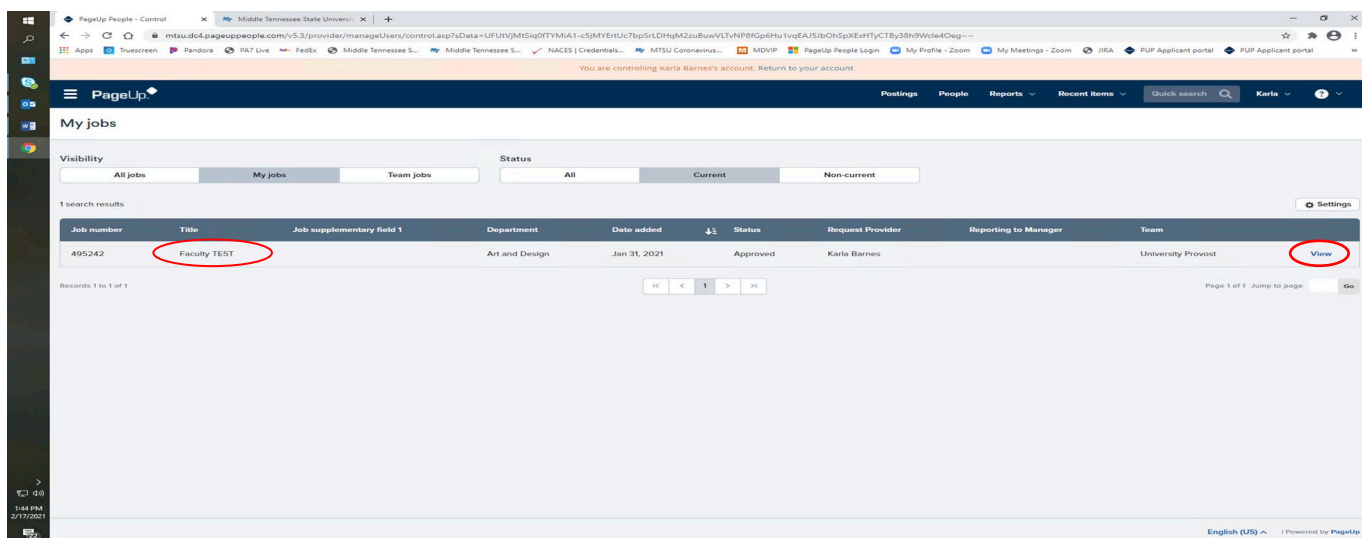 PageUp People - Control
Middle Tennessee State Universi
mtsu.dc4.pageuppeople.com/v5.3/provider/manageUsers/control.asp?sData=
Apps Truescreen Pandora PA7 Live FedEx Middle Tennessee S... Middle Tennessee S... NACES | Credentials... MTSU Coronavirus... MDVIP PageUp People Login My Profile - Zoom My Meetings - Zoom JIRA PUP Applicant portal PUP Applicant portal
You are controlling Karla Barnes's account. Return to your account
PageUp. Postings People Reports Recent items Quick search Karla ?
My jobs
Visibility Status
All jobs My jobs Team jobs All Current Non-current
1 search results Settings
Job number Title Job supplementary field 1 Department Date added Status Request Provider Reporting to Manager Team
495242 Faculty TEST Art and Design Jan 31, 2021 Approved Karla Barnes University Provost View
Records 1 to 1 of 1 1 Page 1 of 1 Jump to page Go
1:44 PM
2/17/2021
English (US) | Powered by PageUp